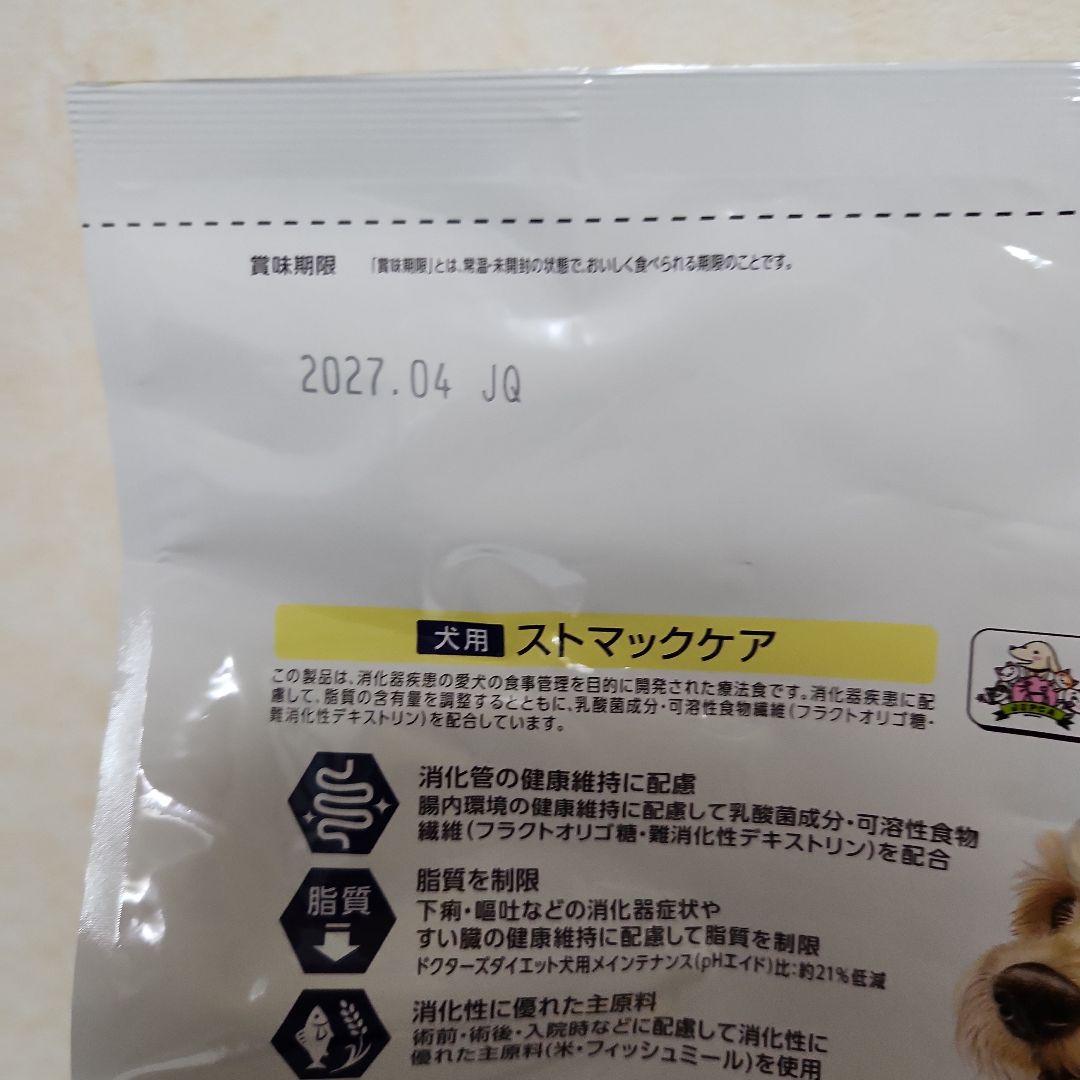 賞味期限 「賞味期限」とは、常温・未開封の状態で、おいしく食べられる期限のことです。
2027.04 JQ
犬用 ストマックケア
この製品は、消化器疾患の愛犬の食事管理を目的に開発された療法食です。消化器疾患に配
慮して、脂質の含有量を調整するとともに、乳酸菌成分・可溶性食物繊維(フラクトオリゴ糖・
難消化性デキストリン)を配合しています。
消化管の健康維持に配慮
腸内環境の健康維持に配慮して乳酸菌成分・可溶性食物
繊維(フラクトオリゴ糖・難消化性デキストリン)を配合
脂質
脂質を制限
下痢・嘔吐などの消化器症状や
すい臓の健康維持に配慮して脂質を制限
ドクターズダイエット犬用メインテナンス(pHエイド)比:約21%低減
消化性に優れた主原料
術前・術後・入院時などに配慮して消化性に
優れた主原料(米・フィッシュミール)を使用